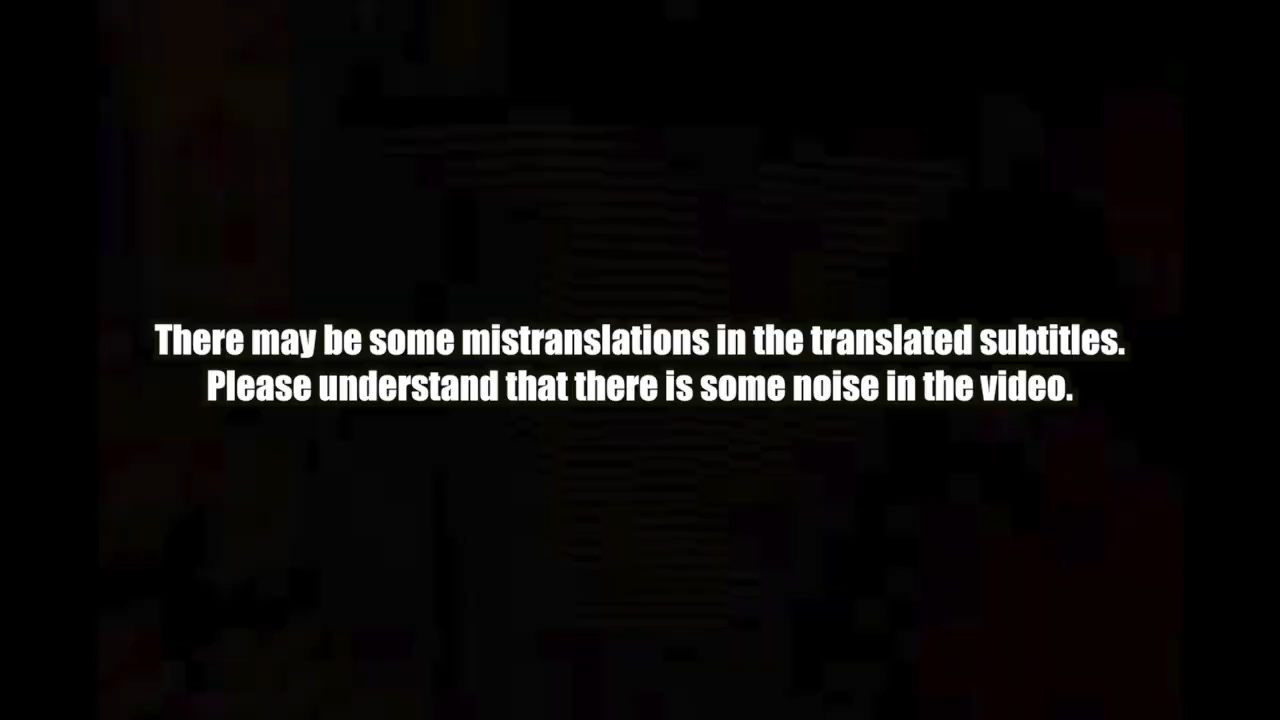 There may be some mistranslations in the translated subtitles.
Please understand that there is some noise in the video.